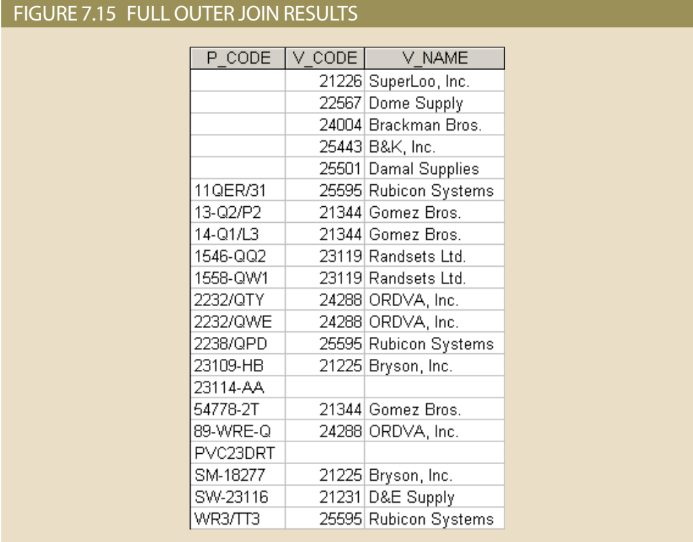 FIGURE 7.15 FULL OUTER JOIN RESULTS
P_CODE V_CODE V_NAME
21226 SuperLoo, Inc.
22567 Dome Supply
24004 Brackman Bros.
25443 B&K, Inc.
25501 Damal Supplies
11QER/31 25595 Rubicon Systems
13-Q2/P2 21344 Gomez Bros.
14-Q1/L3 21344 Gomez Bros.
1546-QQ2 23119 Randsets Ltd.
1558-QW1 23119 Randsets Ltd.
2232/QTY 24288 ORDVA, Inc.
2232/QWE 24288 ORDVA, Inc.
2238/QPD 25595 Rubicon Systems
23109-HB 21225 Bryson, Inc.
23114-AA
54778-2T 21344 Gomez Bros.
89-WRE-Q 24288 ORDVA, Inc.
PVC23DRT
SM-18277 21225 Bryson, Inc.
SW-23116 21231 D&E Supply
WR3/TT3 25595 Rubicon Systems